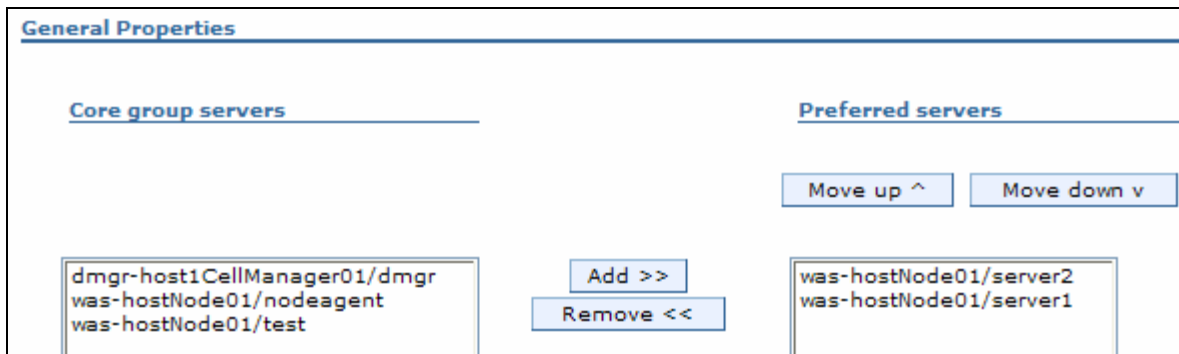 General Properties
Core group servers
Preferred servers
Move up ^
Move down v
dmgr-host1CellManager01/dmgr
was-hostNode01/nodeagent
was-hostNode01/test
Add >>
Remove <<
was-hostNode01/server2
was-hostNode01/server1